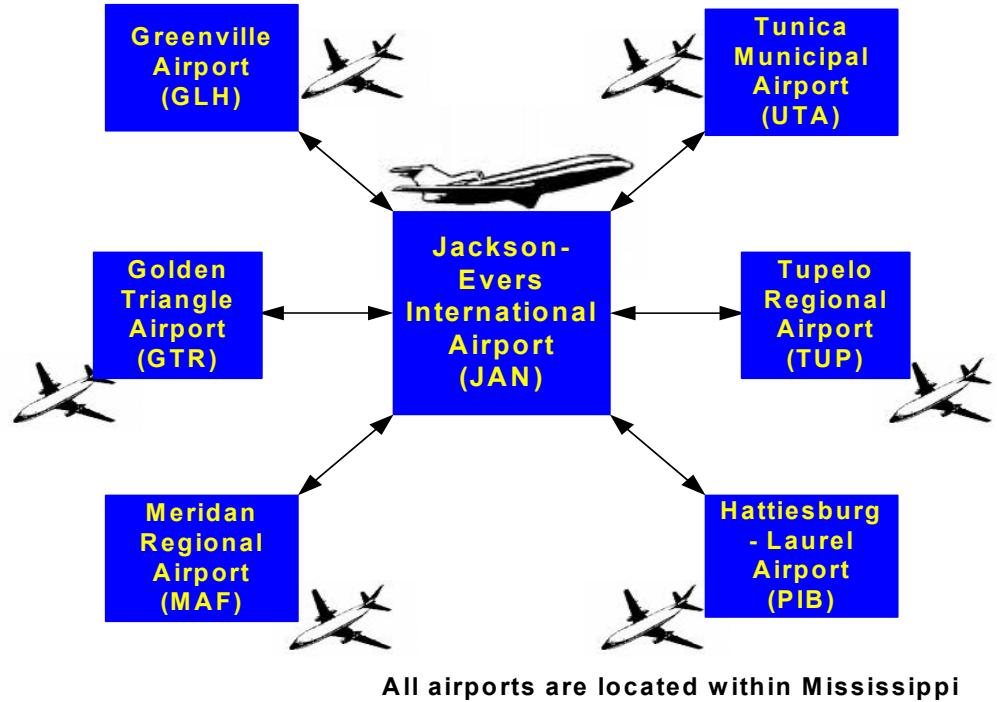 Greenville
Airport
(GLH)
Tunica
Municipal
Airport
(UTA)
Jackson-
Evers
International
Airport
(JAN)
Golden
Triangle
Airport
(GTR)
Tupelo
Regional
Airport
(TUP)
Meridan
Regional
Airport
(MAF)
Hattiesburg
- Laurel
Airport
(PIB)
All airports are located within Mississippi